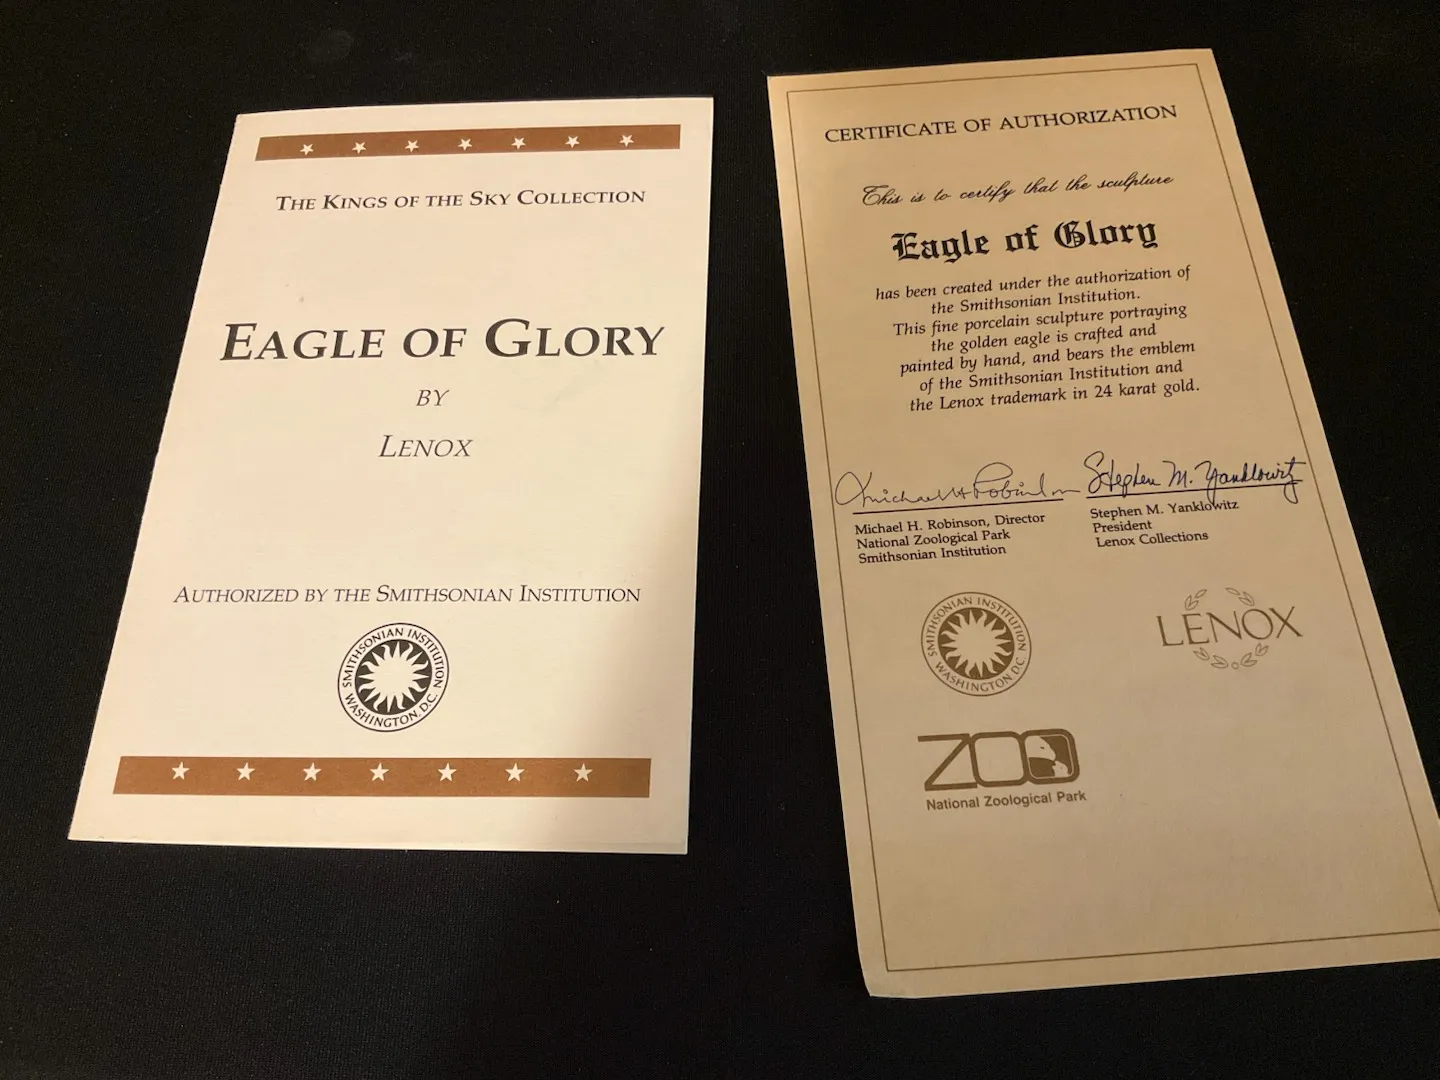 THE KINGS OF THE SKY COLLECTION
EAGLE OF GLORY
BY
LENOX
AUTHORIZED BY THE SMITHSONIAN INSTITUTION
SMITHSONIAN INSTITUTION
WASHINGTON, D.C.
CERTIFICATE OF AUTHORIZATION
This is to certify that the sculpture
Eagle of Glory
has been created under the authorization of
the Smithsonian Institution.
This fine porcelain sculpture portraying
the golden eagle is crafted and
painted by hand, and bears the emblem
of the Smithsonian Institution and
the Lenox trademark in 24 karat gold.
Michael H Robinson
Michael H. Robinson, Director
National Zoological Park
Smithsonian Institution
Stephen M. Yanklowitz
Stephen M. Yanklowitz
President
Lenox Collections
SMITHSONIAN INSTITUTION
WASHINGTON D.C.
LENOX
ZOO
National Zoological Park